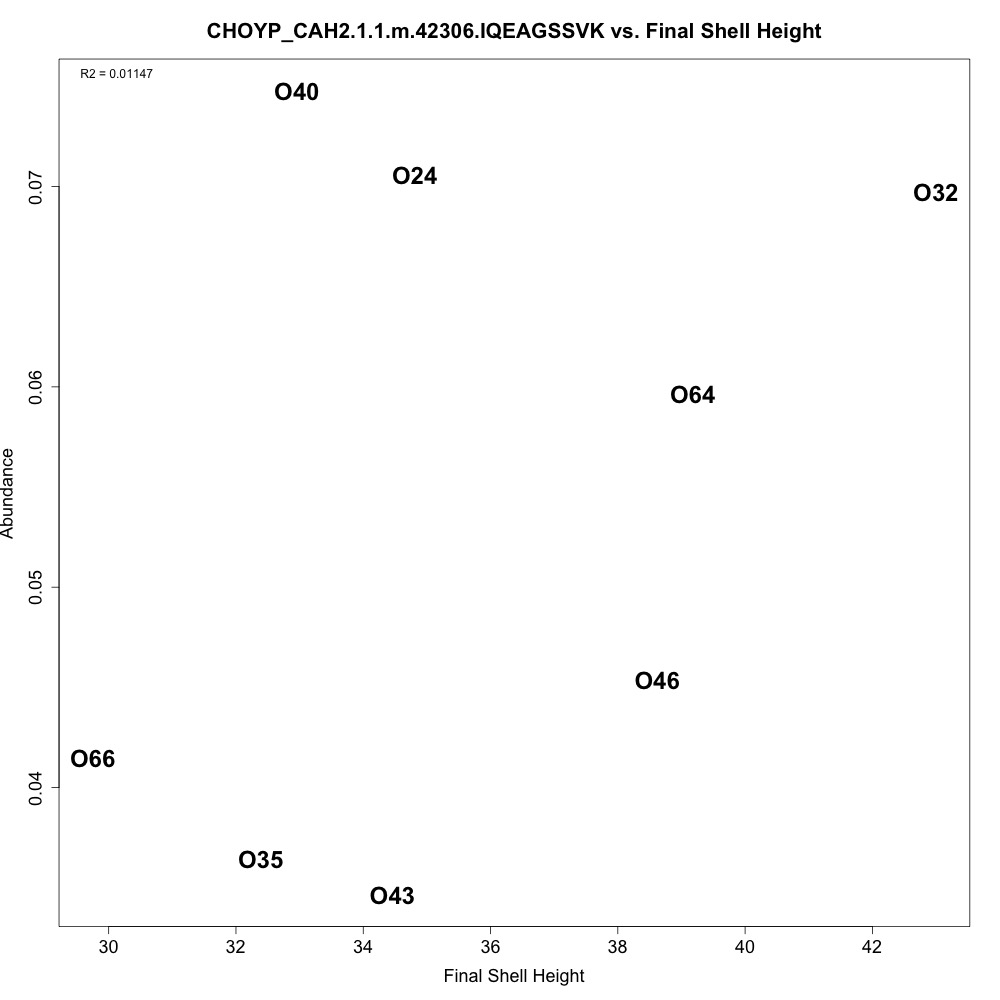 CHOYP_CAH2.1.1.m.42306.IQEAGSSVK vs. Final Shell Height
R2 = 0.01147
O40
O24
O32
0.07
O64
0.06
Abundance
0.05
O46
O66
0.04
O35
O43
30 32 34 36 38 40 42
Final Shell Height